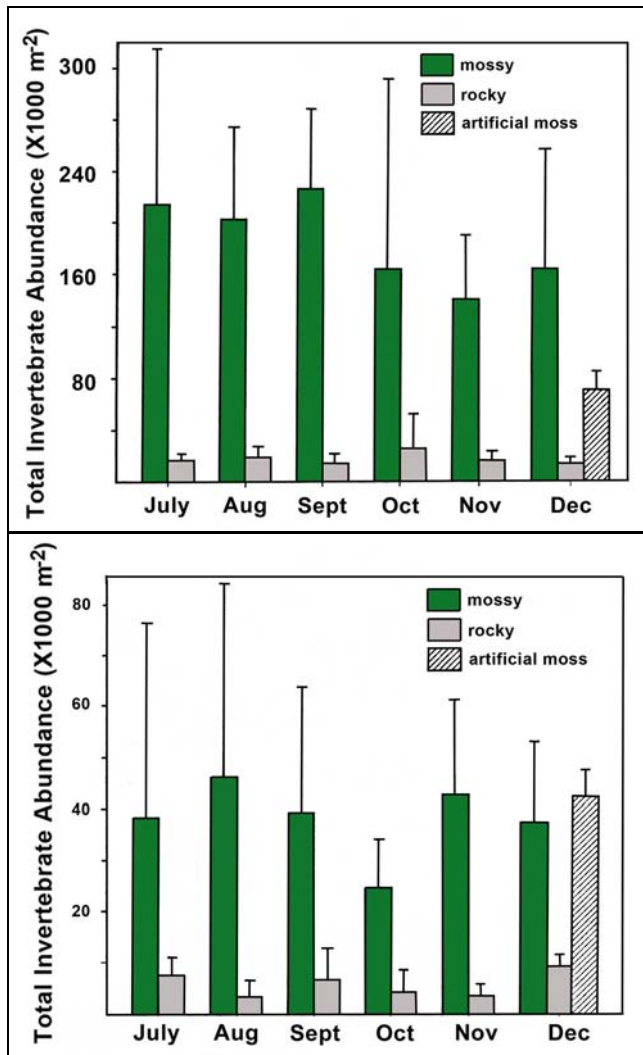 Total Invertebrate Abundance (X1000 m-2)
300
240
160
80
mossy
rocky
artificial moss
July Aug Sept Oct Nov Dec
Total Invertebrate Abundance (X1000 m-2)
80
60
40
20
mossy
rocky
artificial moss
July Aug Sept Oct Nov Dec